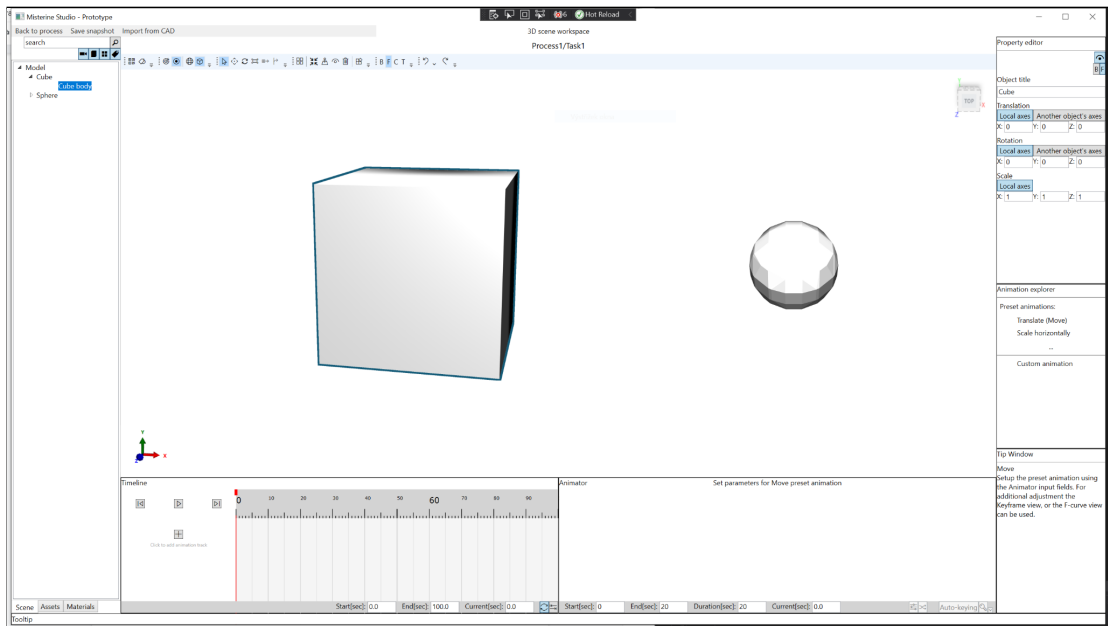 Misterine Studio - Prototype
Hot Reload
Back to process Save snapshot Import from CAD
3D scene workspace
search
Process1/Task1
Property editor
B F C T
B F
Model
Cube
Cube body
Sphere
TOP
X
Z
Object title
Cube
Translation
Local axes Another object's axes
X: 0 Y: 0 Z: 0
Rotation
Local axes Another object's axes
X: 0 Y: 0 Z: 0
Scale
Local axes
X: 1 Y: 1 Z: 1
Animation explorer
Preset animations:
Translate (Move)
Scale horizontally
...
Custom animation
Y
X
Z
Tip Window
Move
Setup the preset animation using
the Animator input fields. For
additional adjustment the
Keyframe view, or the F-curve view
can be used.
Timeline
0 10 20 30 40 50 60 70 80 90
Click to add animation track
Animator
Set parameters for Move preset animation
Start[sec]: 0.0 End[sec]: 100.0 Current[sec]: 0.0
Start[sec]: 0 End[sec]: 20 Duration[sec]: 20 Current[sec]: 0.0
Auto-keying
Scene Assets Materials
Tooltip